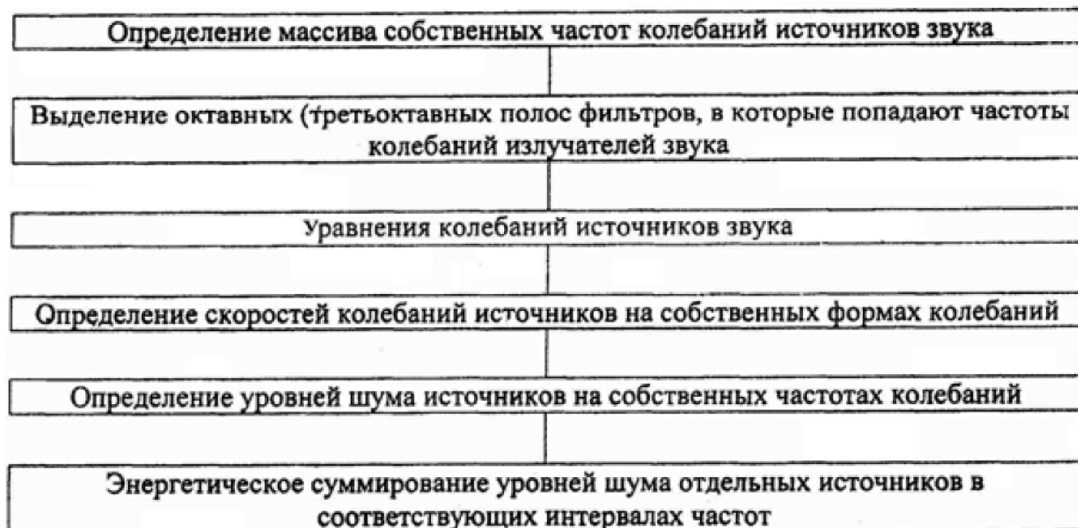 Определение массива собственных частот колебаний источников звука
Выделение октавных (третьоктавных полос фильтров, в которые попадают частоты
колебаний излучателей звука
Уравнения колебаний источников звука
Определение скоростей колебаний источников на собственных формах колебаний
Определение уровней шума источников на собственных частотах колебаний
Энергетическое суммирование уровней шума отдельных источников в
соответствующих интервалах частот